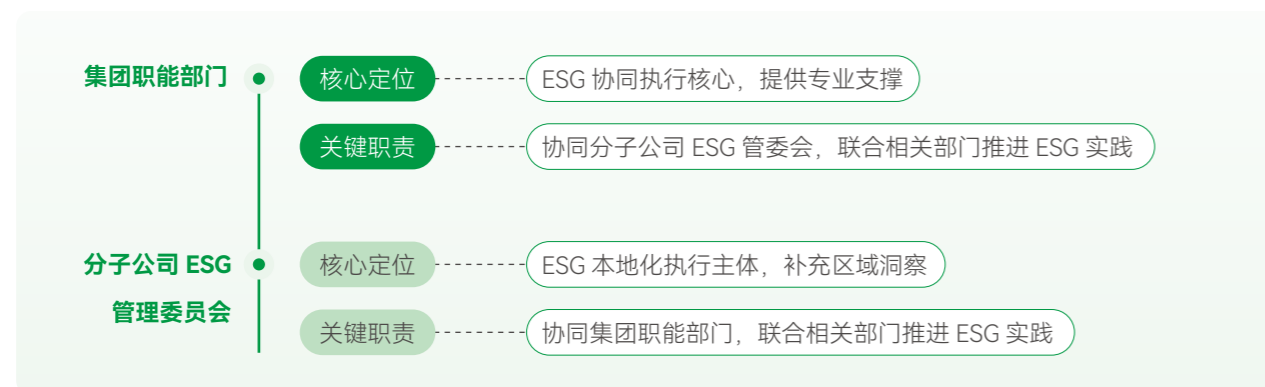 集团职能部门
核心定位
ESG 协同执行核心，提供专业支撑
关键职责
协同分子公司 ESG 管委会，联合相关部门推进 ESG 实践
分子公司 ESG
管理委员会
核心定位
ESG 本地化执行主体，补充区域洞察
关键职责
协同集团职能部门，联合相关部门推进 ESG 实践